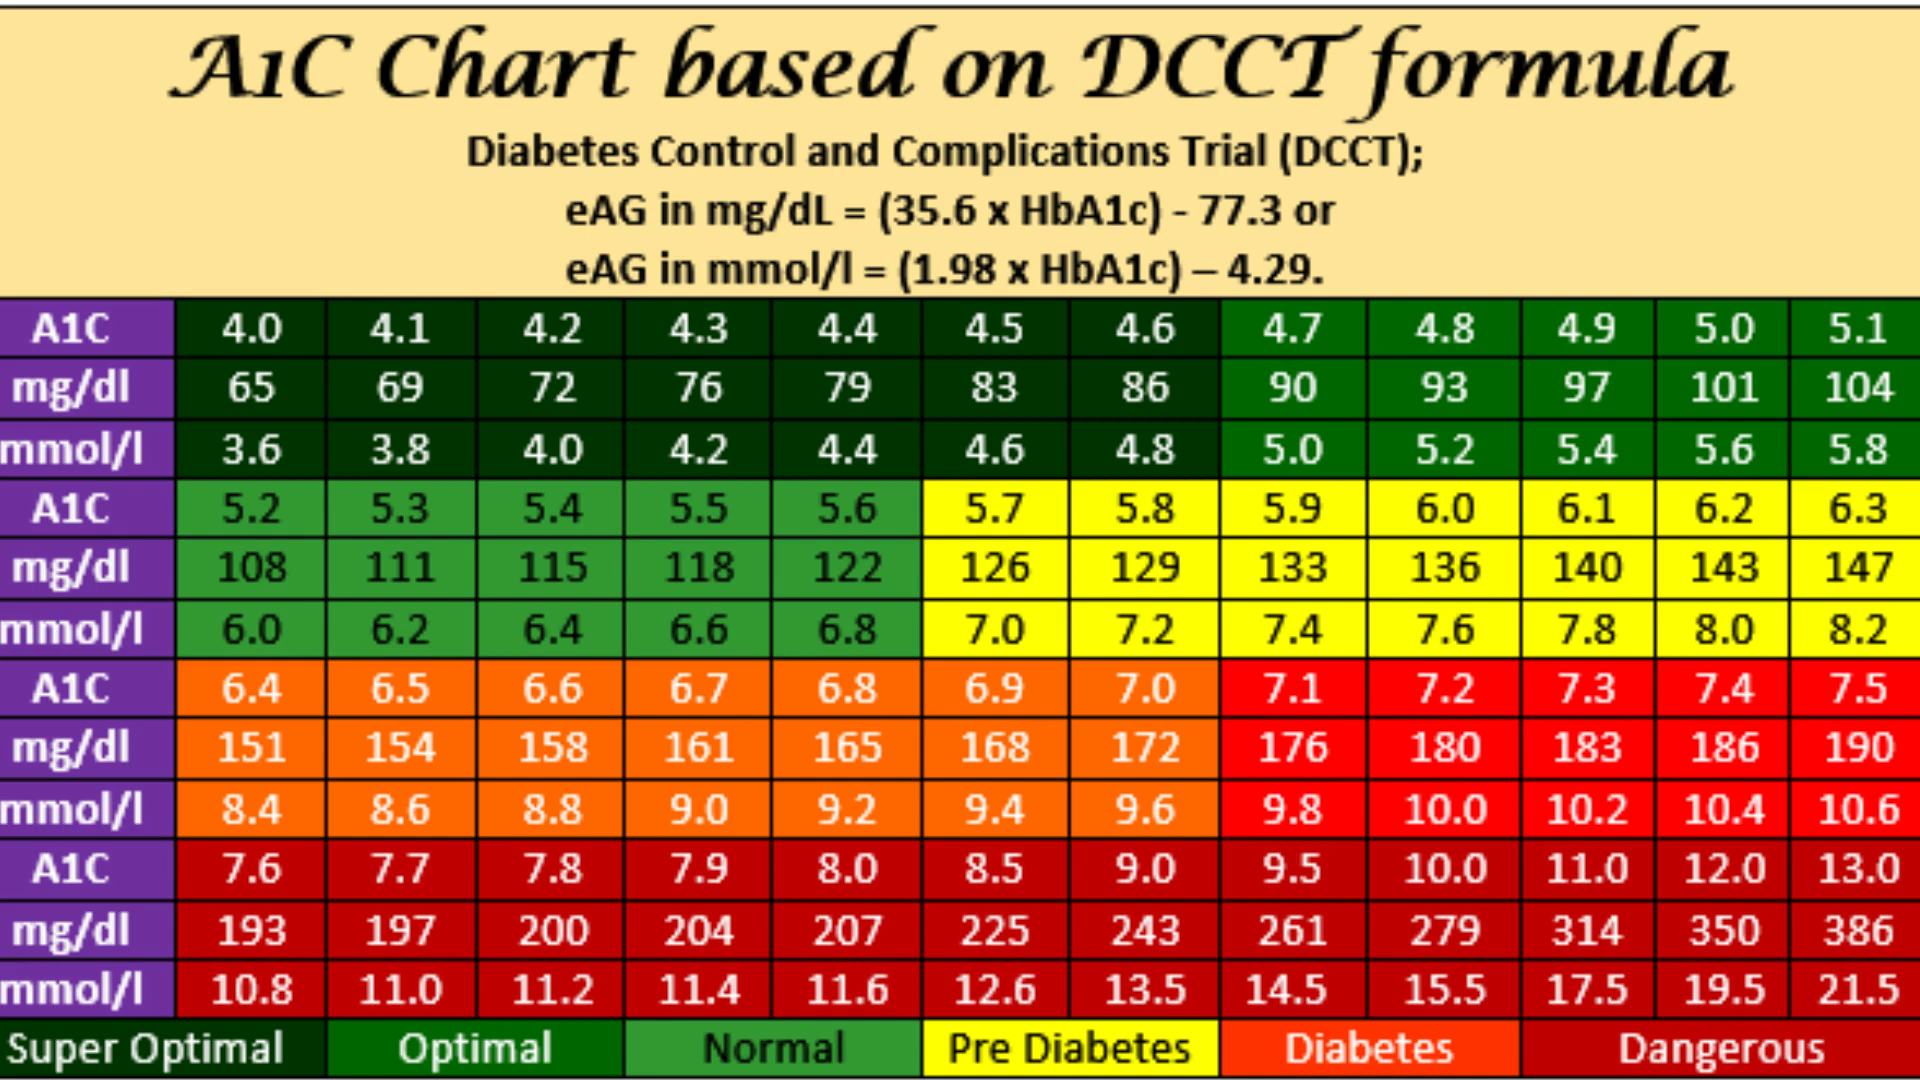 A1C Chart based on DCCT formula
Diabetes Control and Complications Trial (DCCT);
eAG in mg/dL = (35.6 x HbA1c) - 77.3 or
eAG in mmol/l = (1.98 x HbA1c) – 4.29.
A1C 4.0 4.1 4.2 4.3 4.4 4.5 4.6 4.7 4.8 4.9 5.0 5.1
mg/dl 65 69 72 76 79 83 86 90 93 97 101 104
mmol/l 3.6 3.8 4.0 4.2 4.4 4.6 4.8 5.0 5.2 5.4 5.6 5.8
A1C 5.2 5.3 5.4 5.5 5.6 5.7 5.8 5.9 6.0 6.1 6.2 6.3
mg/dl 108 111 115 118 122 126 129 133 136 140 143 147
mmol/l 6.0 6.2 6.4 6.6 6.8 7.0 7.2 7.4 7.6 7.8 8.0 8.2
A1C 6.4 6.5 6.6 6.7 6.8 6.9 7.0 7.1 7.2 7.3 7.4 7.5
mg/dl 151 154 158 161 165 168 172 176 180 183 186 190
mmol/l 8.4 8.6 8.8 9.0 9.2 9.4 9.6 9.8 10.0 10.2 10.4 10.6
A1C 7.6 7.7 7.8 7.9 8.0 8.5 9.0 9.5 10.0 11.0 12.0 13.0
mg/dl 193 197 200 204 207 225 243 261 279 314 350 386
mmol/l 10.8 11.0 11.2 11.4 11.6 12.6 13.5 14.5 15.5 17.5 19.5 21.5
Super Optimal Optimal Normal Pre Diabetes Diabetes Dangerous